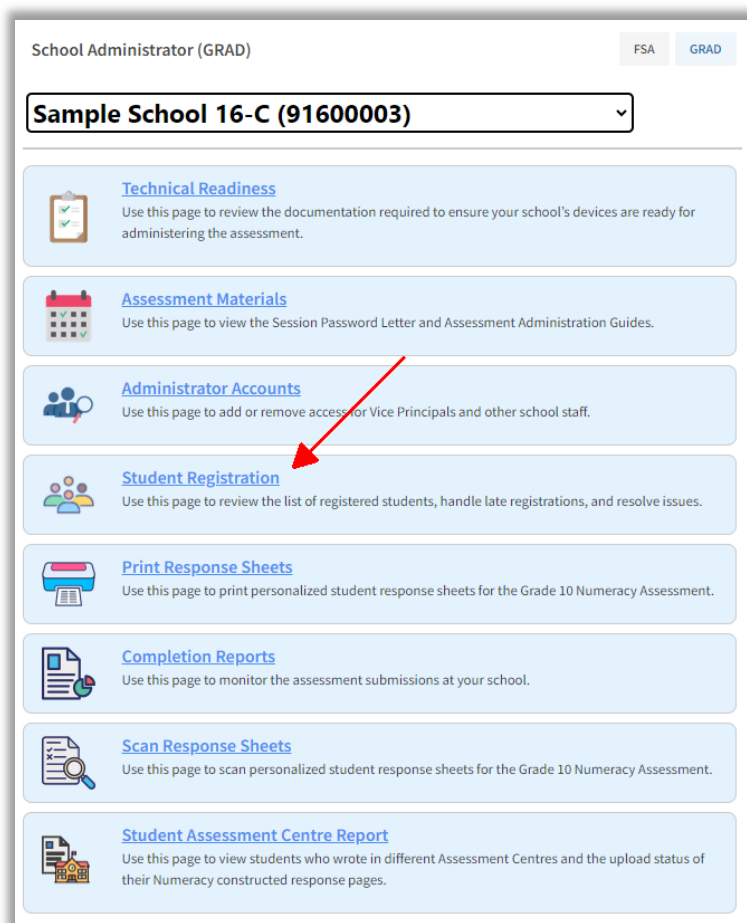 School Administrator (GRAD)
FSA
GRAD
Sample School 16-C (91600003)
Technical Readiness
Use this page to review the documentation required to ensure your school's devices are ready for
administering the assessment.
Assessment Materials
Use this page to view the Session Password Letter and Assessment Administration Guides.
Administrator Accounts
Use this page to add or remove access for Vice Principals and other school staff.
Student Registration
Use this page to review the list of registered students, handle late registrations, and resolve issues.
Print Response Sheets
Use this page to print personalized student response sheets for the Grade 10 Numeracy Assessment.
Completion Reports
Use this page to monitor the assessment submissions at your school.
Scan Response Sheets
Use this page to scan personalized student response sheets for the Grade 10 Numeracy Assessment.
Student Assessment Centre Report
Use this page to view students who wrote in different Assessment Centres and the upload status of
their Numeracy constructed response pages.